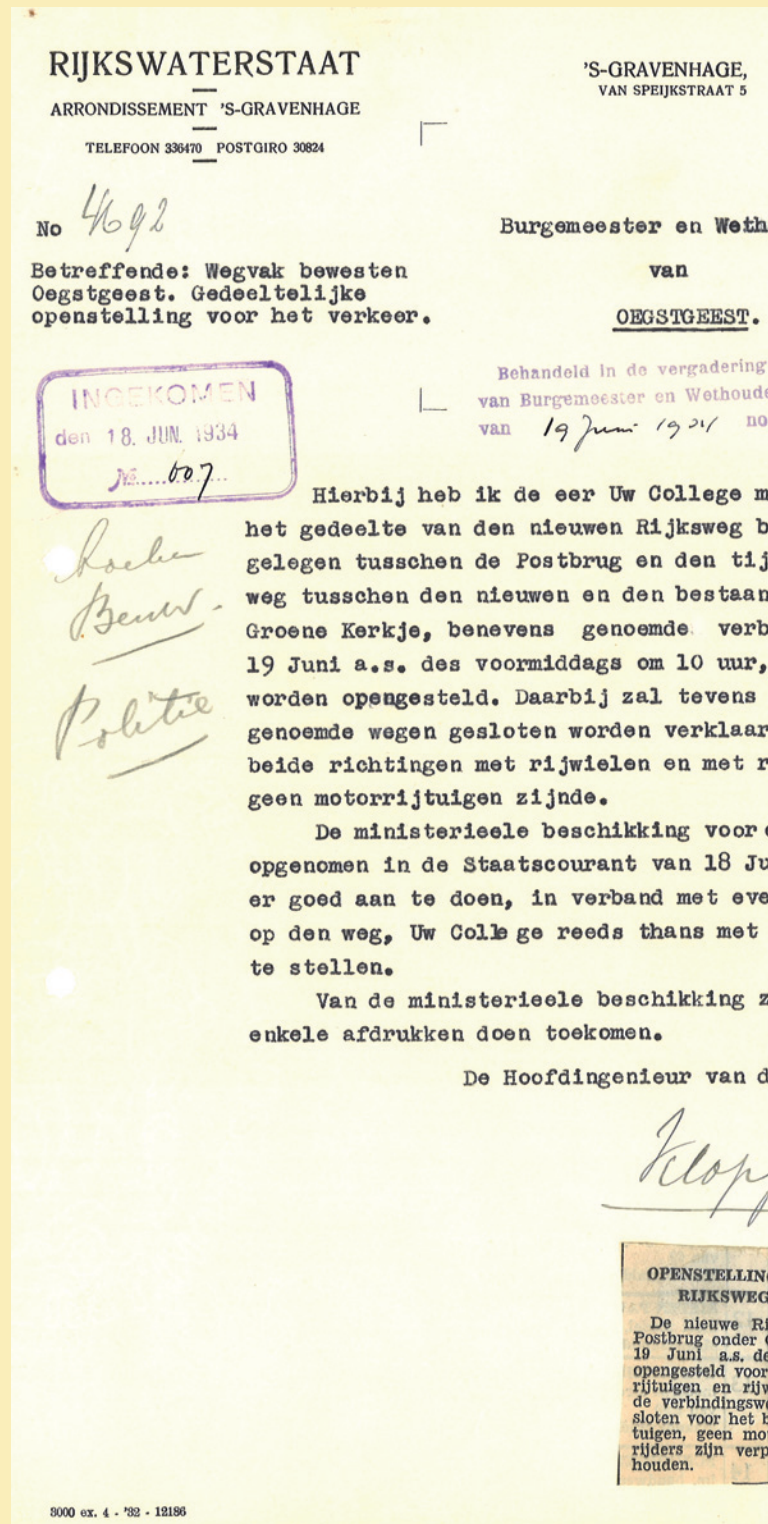 RIJKSWATERSTAAT
ARRONDISSEMENT 'S-GRAVENHAGE
TELEFOON 336470 POSTGIRO 30824
'S-GRAVENHAGE,
VAN SPEIJKSTRAAT 5
No 4692
Betreffende: Wegvak bewesten
Oegstgeest. Gedeeltelijke
openstelling voor het verkeer.
Burgemeester en Weth
van
OEGSTGEEST.
INGEKOMEN
den 18. JUN. 1934
No......607...
Behandeld in de vergadering
van Burgemeester en Wethoude
van 19 Juni 1934 no
Politie
Hierbij heb ik de eer Uw College m
het gedeelte van den nieuwen Rijksweg b
gelegen tusschen de Postbrug en den tij
weg tusschen den nieuwen en den bestaan
Groene Kerkje, benevens genoemde verb
19 Juni a.s. des voormiddags om 10 uur,
worden opengesteld. Daarbij zal tevens
genoemde wegen gesloten worden verklaar
beide richtingen met rijwielen en met r
geen motorrijtuigen zijnde.
De ministerieele beschikking voor
opgenomen in de Staatscourant van 18 Ju
er goed aan te doen, in verband met eve
op den weg, Uw College reeds thans met
te stellen.
Van de ministerieele beschikking z
enkele afdrukken doen toekomen.
De Hoofdingenieur van d
Klop
OPENSTELLIN
RIJKSWEG
De nieuwe Ri
Postbrug onder
19 Juni a.s. de
opengesteld voor
rijtuigen en rijw
de verbindingswe
sloten voor het b
tuigen, geen mo
rijders zijn verp
houden.
3000 ex. 4 - '32 - 12186